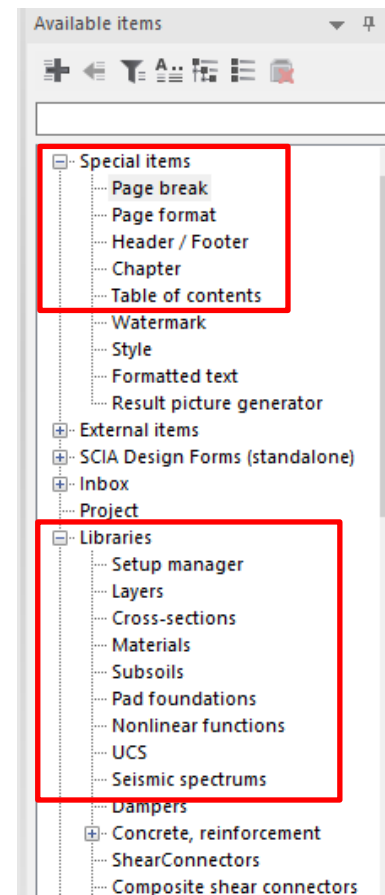 Available items
Special items
Page break
Page format
Header / Footer
Chapter
Table of contents
Watermark
Style
Formatted text
Result picture generator
External items
SCIA Design Forms (standalone)
Inbox
Project
Libraries
Setup manager
Layers
Cross-sections
Materials
Subsoils
Pad foundations
Nonlinear functions
UCS
Seismic spectrums
Dampers
Concrete, reinforcement
ShearConnectors
Composite shear connectors